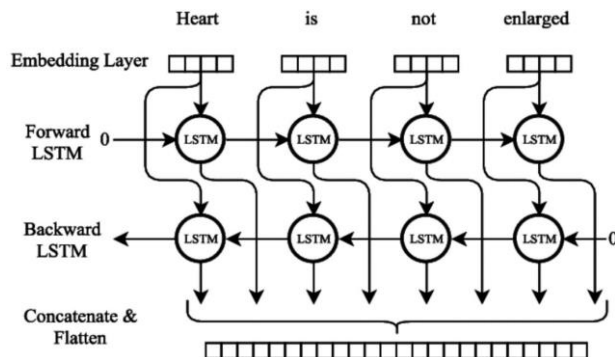 Heart is not enlarged
Embedding Layer
Forward LSTM
0
LSTM LSTM LSTM LSTM
Backward LSTM
LSTM LSTM LSTM LSTM
0
Concatenate & Flatten